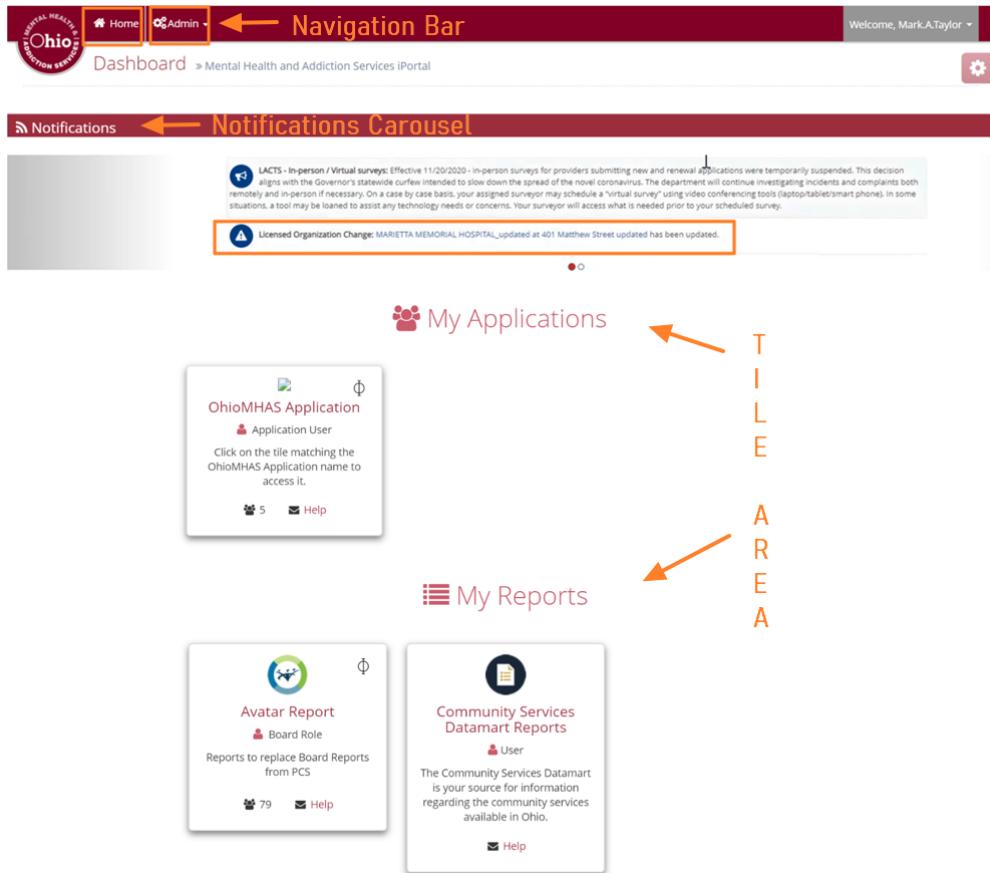 Home
Admin
Navigation Bar
Welcome, Mark.A.Taylor
MENTAL HEALTH &
Ohio
ADDICTION SERVICES
Dashboard » Mental Health and Addiction Services iPortal
Notifications
Notifications Carousel
LACTS - In-person / Virtual surveys: Effective 11/20/2020 - in-person surveys for providers submitting new and renewal applications were temporarily suspended. This decision
aligns with the Governor's statewide curfew intended to slow down the spread of the novel coronavirus. The department will continue investigating incidents and complaints both
remotely and in-person if necessary. On a case by case basis, your assigned surveyor may schedule a "virtual survey" using video conferencing tools (laptop/tablet/smart phone). In some
situations, a tool may be loaned to assist any technology needs or concerns. Your surveyor will access what is needed prior to your scheduled survey.
Licensed Organization Change: MARIETTA MEMORIAL HOSPITAL_updated at 401 Matthew Street updated has been updated.
My Applications
TILE AREA
OhioMHAS Application
Application User
Click on the tile matching the
OhioMHAS Application name to
access it.
5 Help
My Reports
Avatar Report
Board Role
Reports to replace Board Reports
from PCS
79 Help
Community Services
Datamart Reports
User
The Community Services Datamart
is your source for information
regarding the community services
available in Ohio.
Help